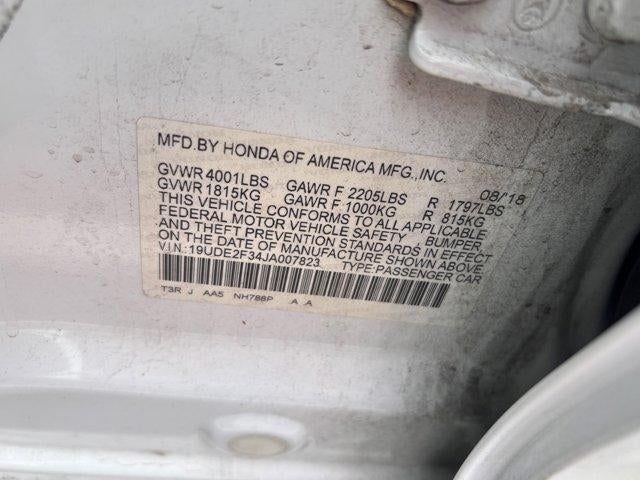 MFD.BY HONDA OF AMERICA MFG.,INC. 08/'18
GVWR 4001LBS GAWR F 2205LBS R 1797LBS
GVWR 1815KG GAWR F 1000KG R 815KG
THIS VEHICLE CONFORMS TO ALL APPLICABLE
FEDERAL MOTOR VEHICLE SAFETY, BUMPER,
AND THEFT PREVENTION STANDARDS IN EFFECT
ON THE DATE OF MANUFACTURE SHOWN ABOVE.
V.I.N.: 19UDE2F34JA007823 TYPE:PASSENGER CAR
T3R J AA5 NH788P A A